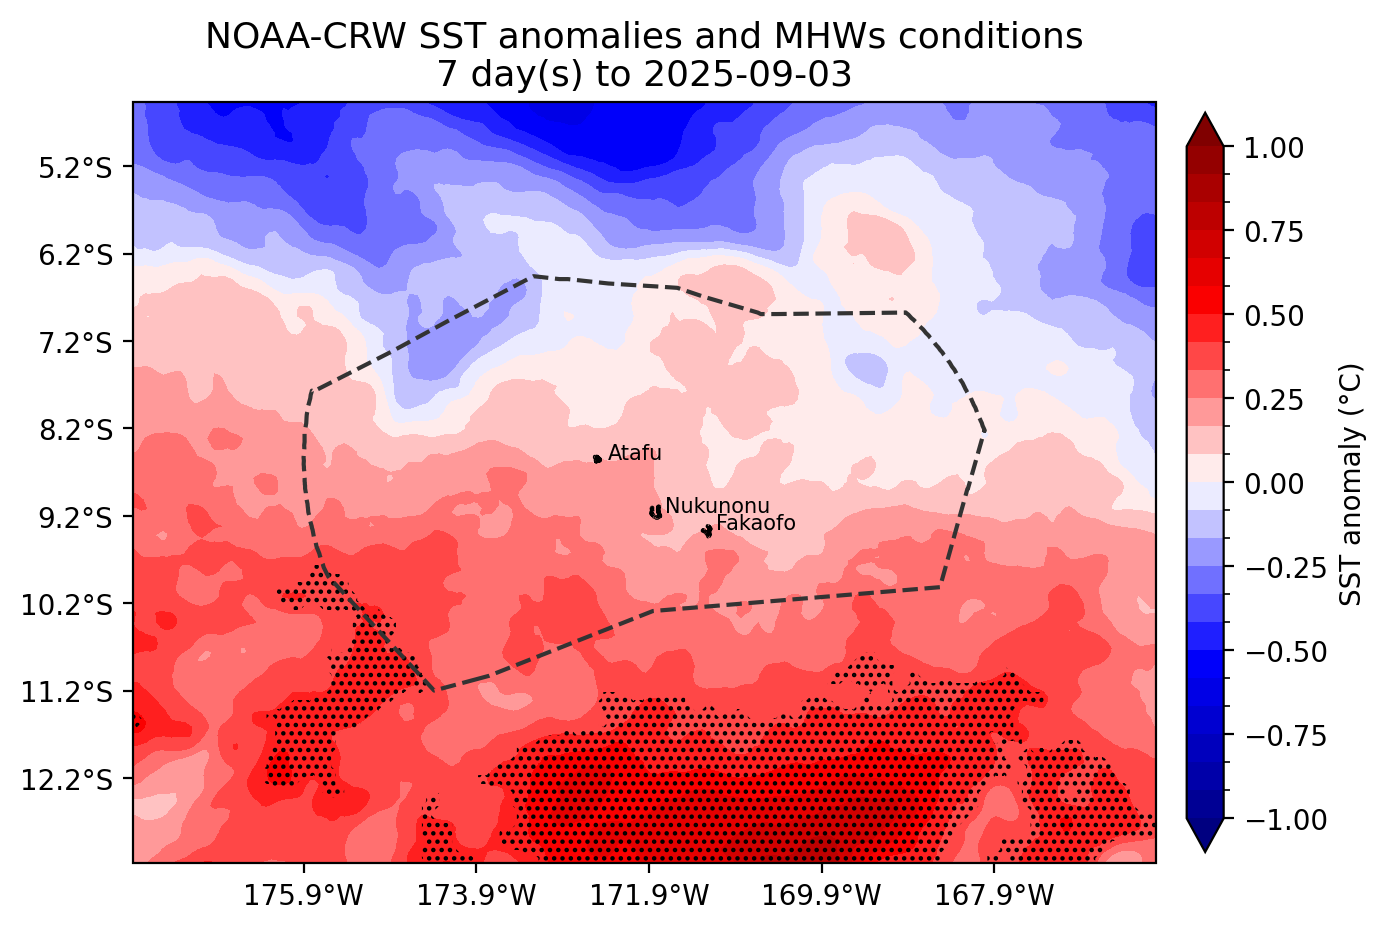 NOAA-CRW SST anomalies and MHWs conditions
7 day(s) to 2025-09-03
5.2°S
6.2°S
7.2°S
8.2°S
9.2°S
10.2°S
11.2°S
12.2°S
Atafu
Nukunonu
Fakaofo
175.9°W
173.9°W
171.9°W
169.9°W
167.9°W
1.00
0.75
0.50
0.25
0.00
−0.25
−0.50
−0.75
−1.00
SST anomaly (°C)